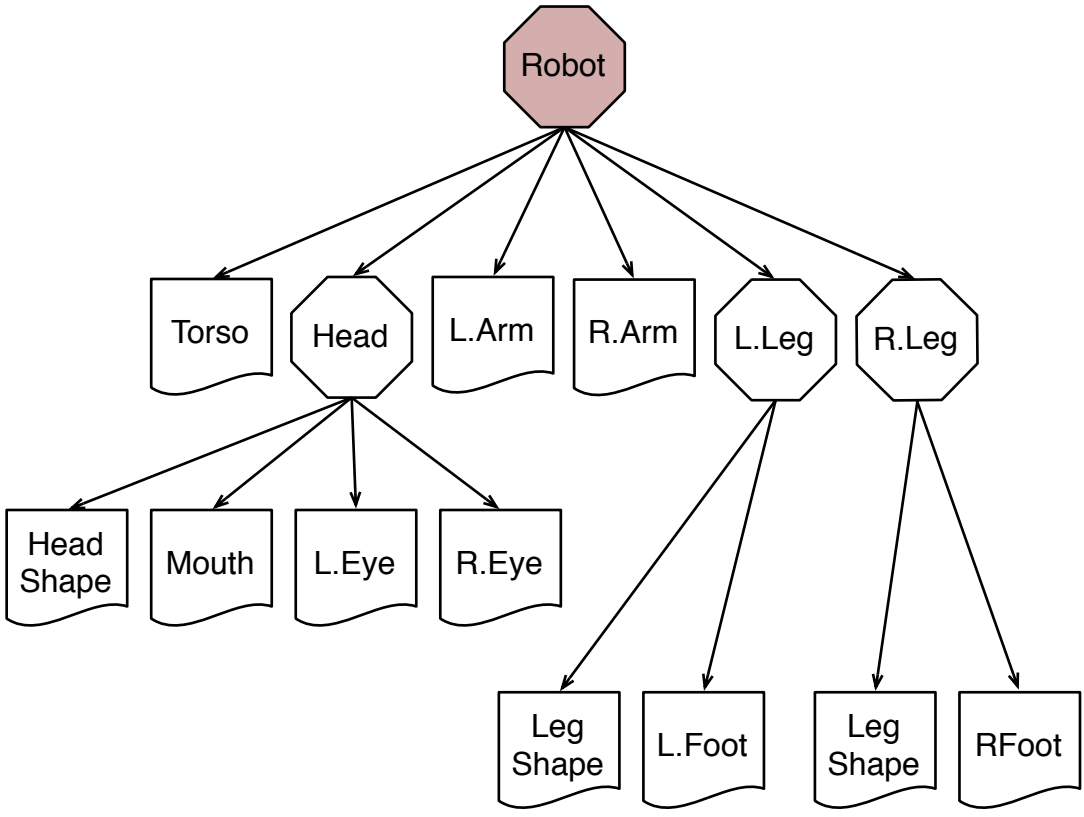 Robot
Torso
Head
L.Arm
R.Arm
L.Leg
R.Leg
Head
Shape
Mouth
L.Eye
R.Eye
Leg
Shape
L.Foot
Leg
Shape
RFoot